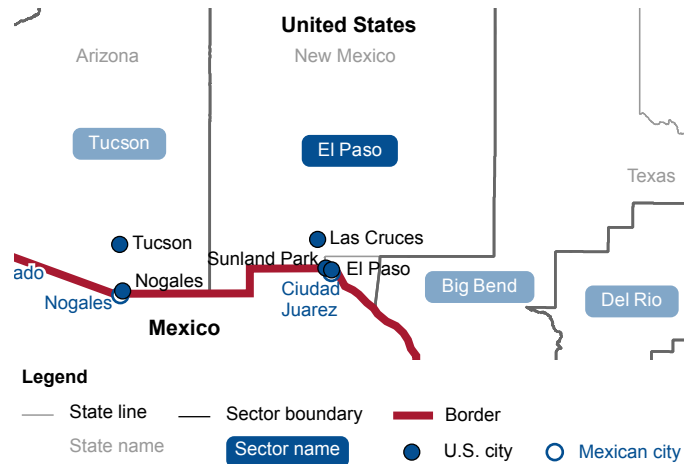 United States
Arizona
New Mexico
Tucson
El Paso
Texas
Tucson
Las Cruces
Sunland Park
El Paso
ado
Nogales
Nogales
Ciudad
Juarez
Big Bend
Del Rio
Mexico
Legend
State line
Sector boundary
Border
State name
Sector name
U.S. city
Mexican city